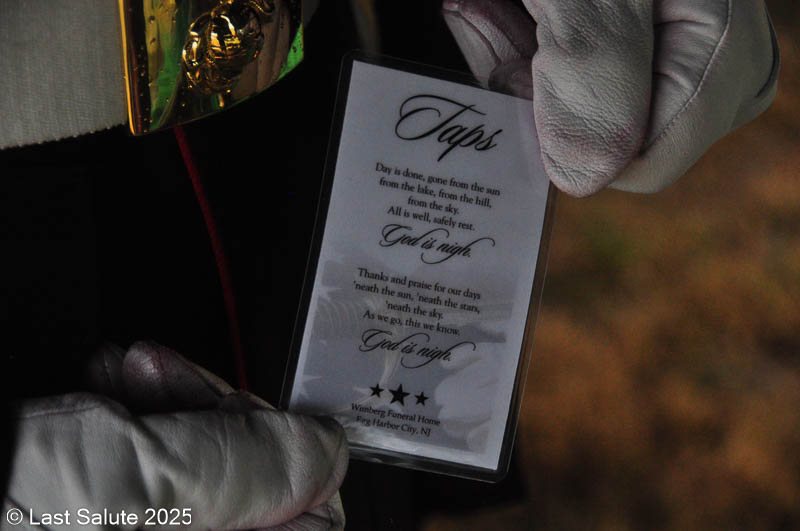 Taps
Day is done, gone from the sun
from the lake, from the hill,
from the sky.
All is well, safely rest.
God is nigh.
Thanks and praise for our days
'neath the sun, 'neath the stars,
'neath the sky.
As we go, this we know.
God is nigh.
Wimberg Funeral Home
Egg Harbor City, NJ
© Last Salute 2025